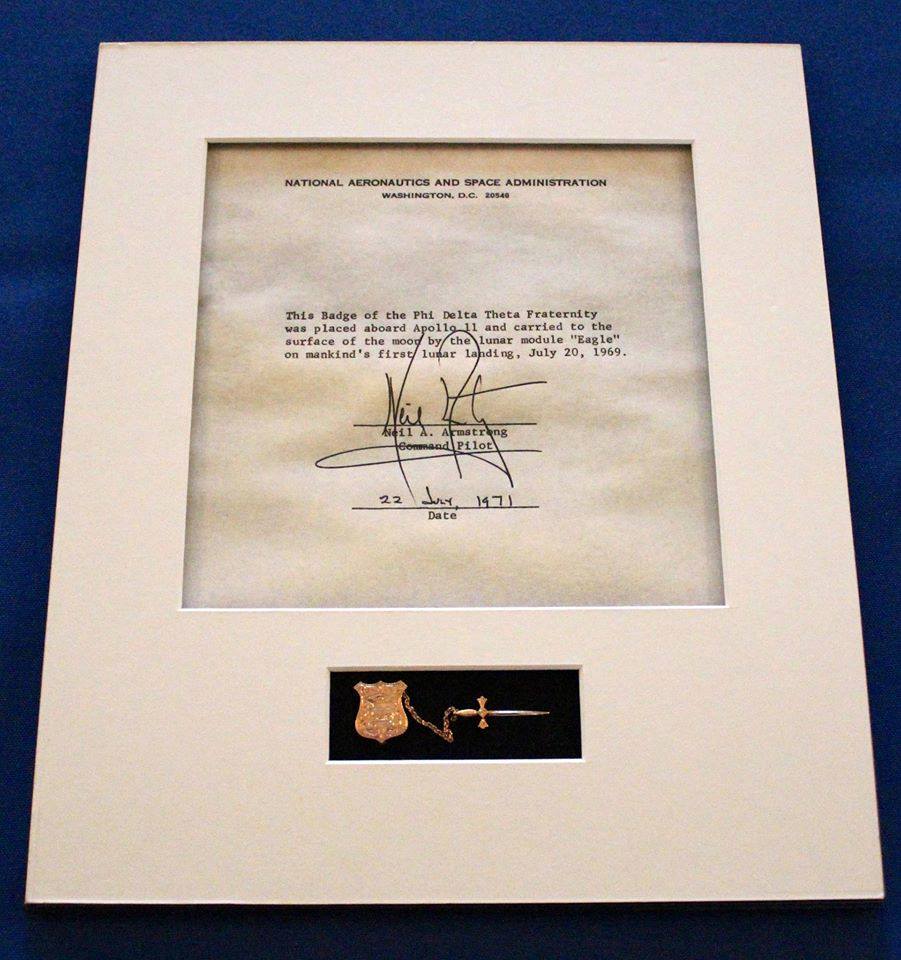 NATIONAL AERONAUTICS AND SPACE ADMINISTRATION
WASHINGTON, D.C. 20546
This Badge of the Phi Delta Theta Fraternity
was placed aboard Apollo 11 and carried to the
surface of the moon by the lunar module "Eagle"
on mankind's first lunar landing, July 20, 1969.
Neil
Neil A. Armstrong
Command Pilot
22 July, 1971
Date